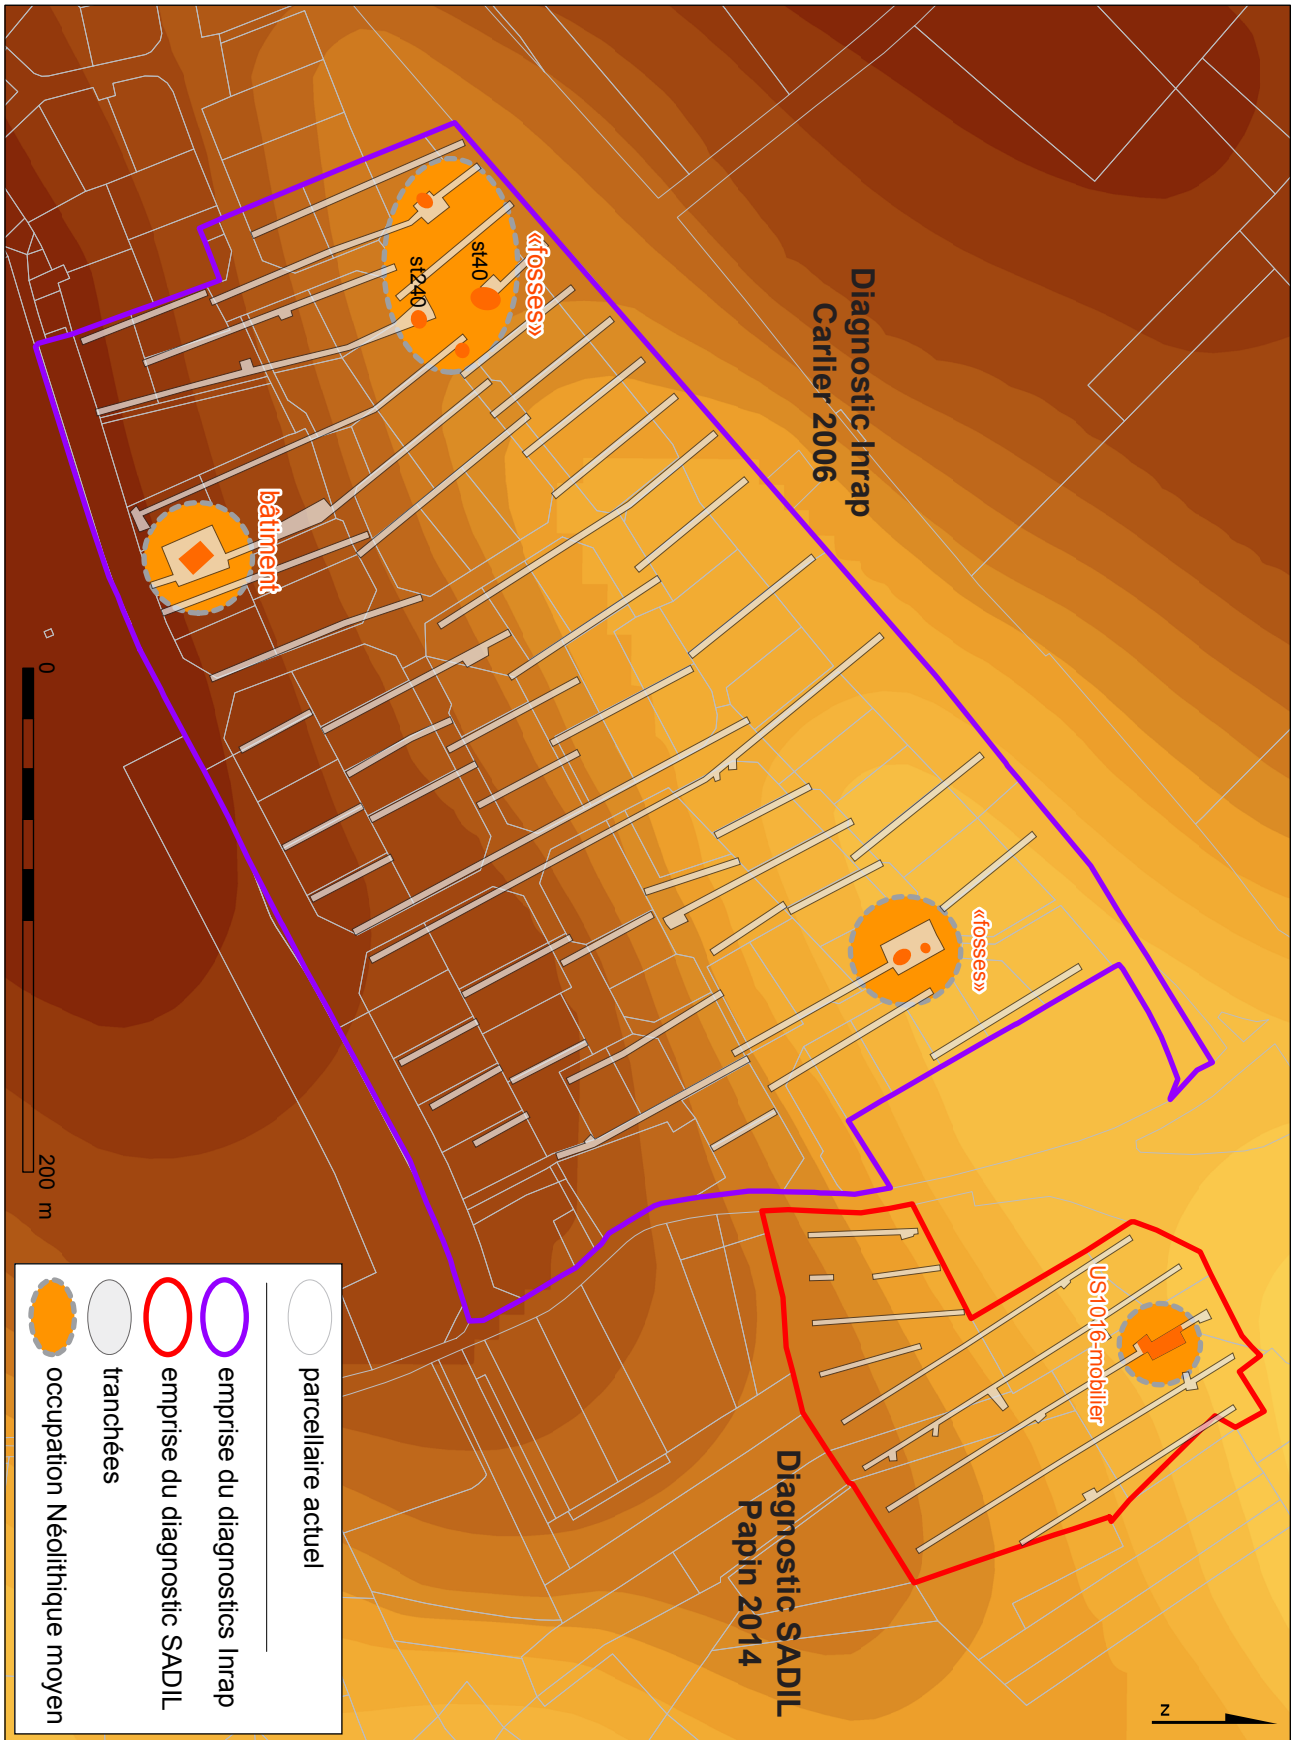 Diagnostic Inrap
Carlier 2006
«fosses»
st40
st240
bâtiment
«fosses»
US1016-mobilier
Diagnostic SADIL
Papin 2014
N
0
200 m
parcellaire actuel
emprise du diagnostics Inrap
emprise du diagnostic SADIL
tranchées
occupation Néolithique moyen